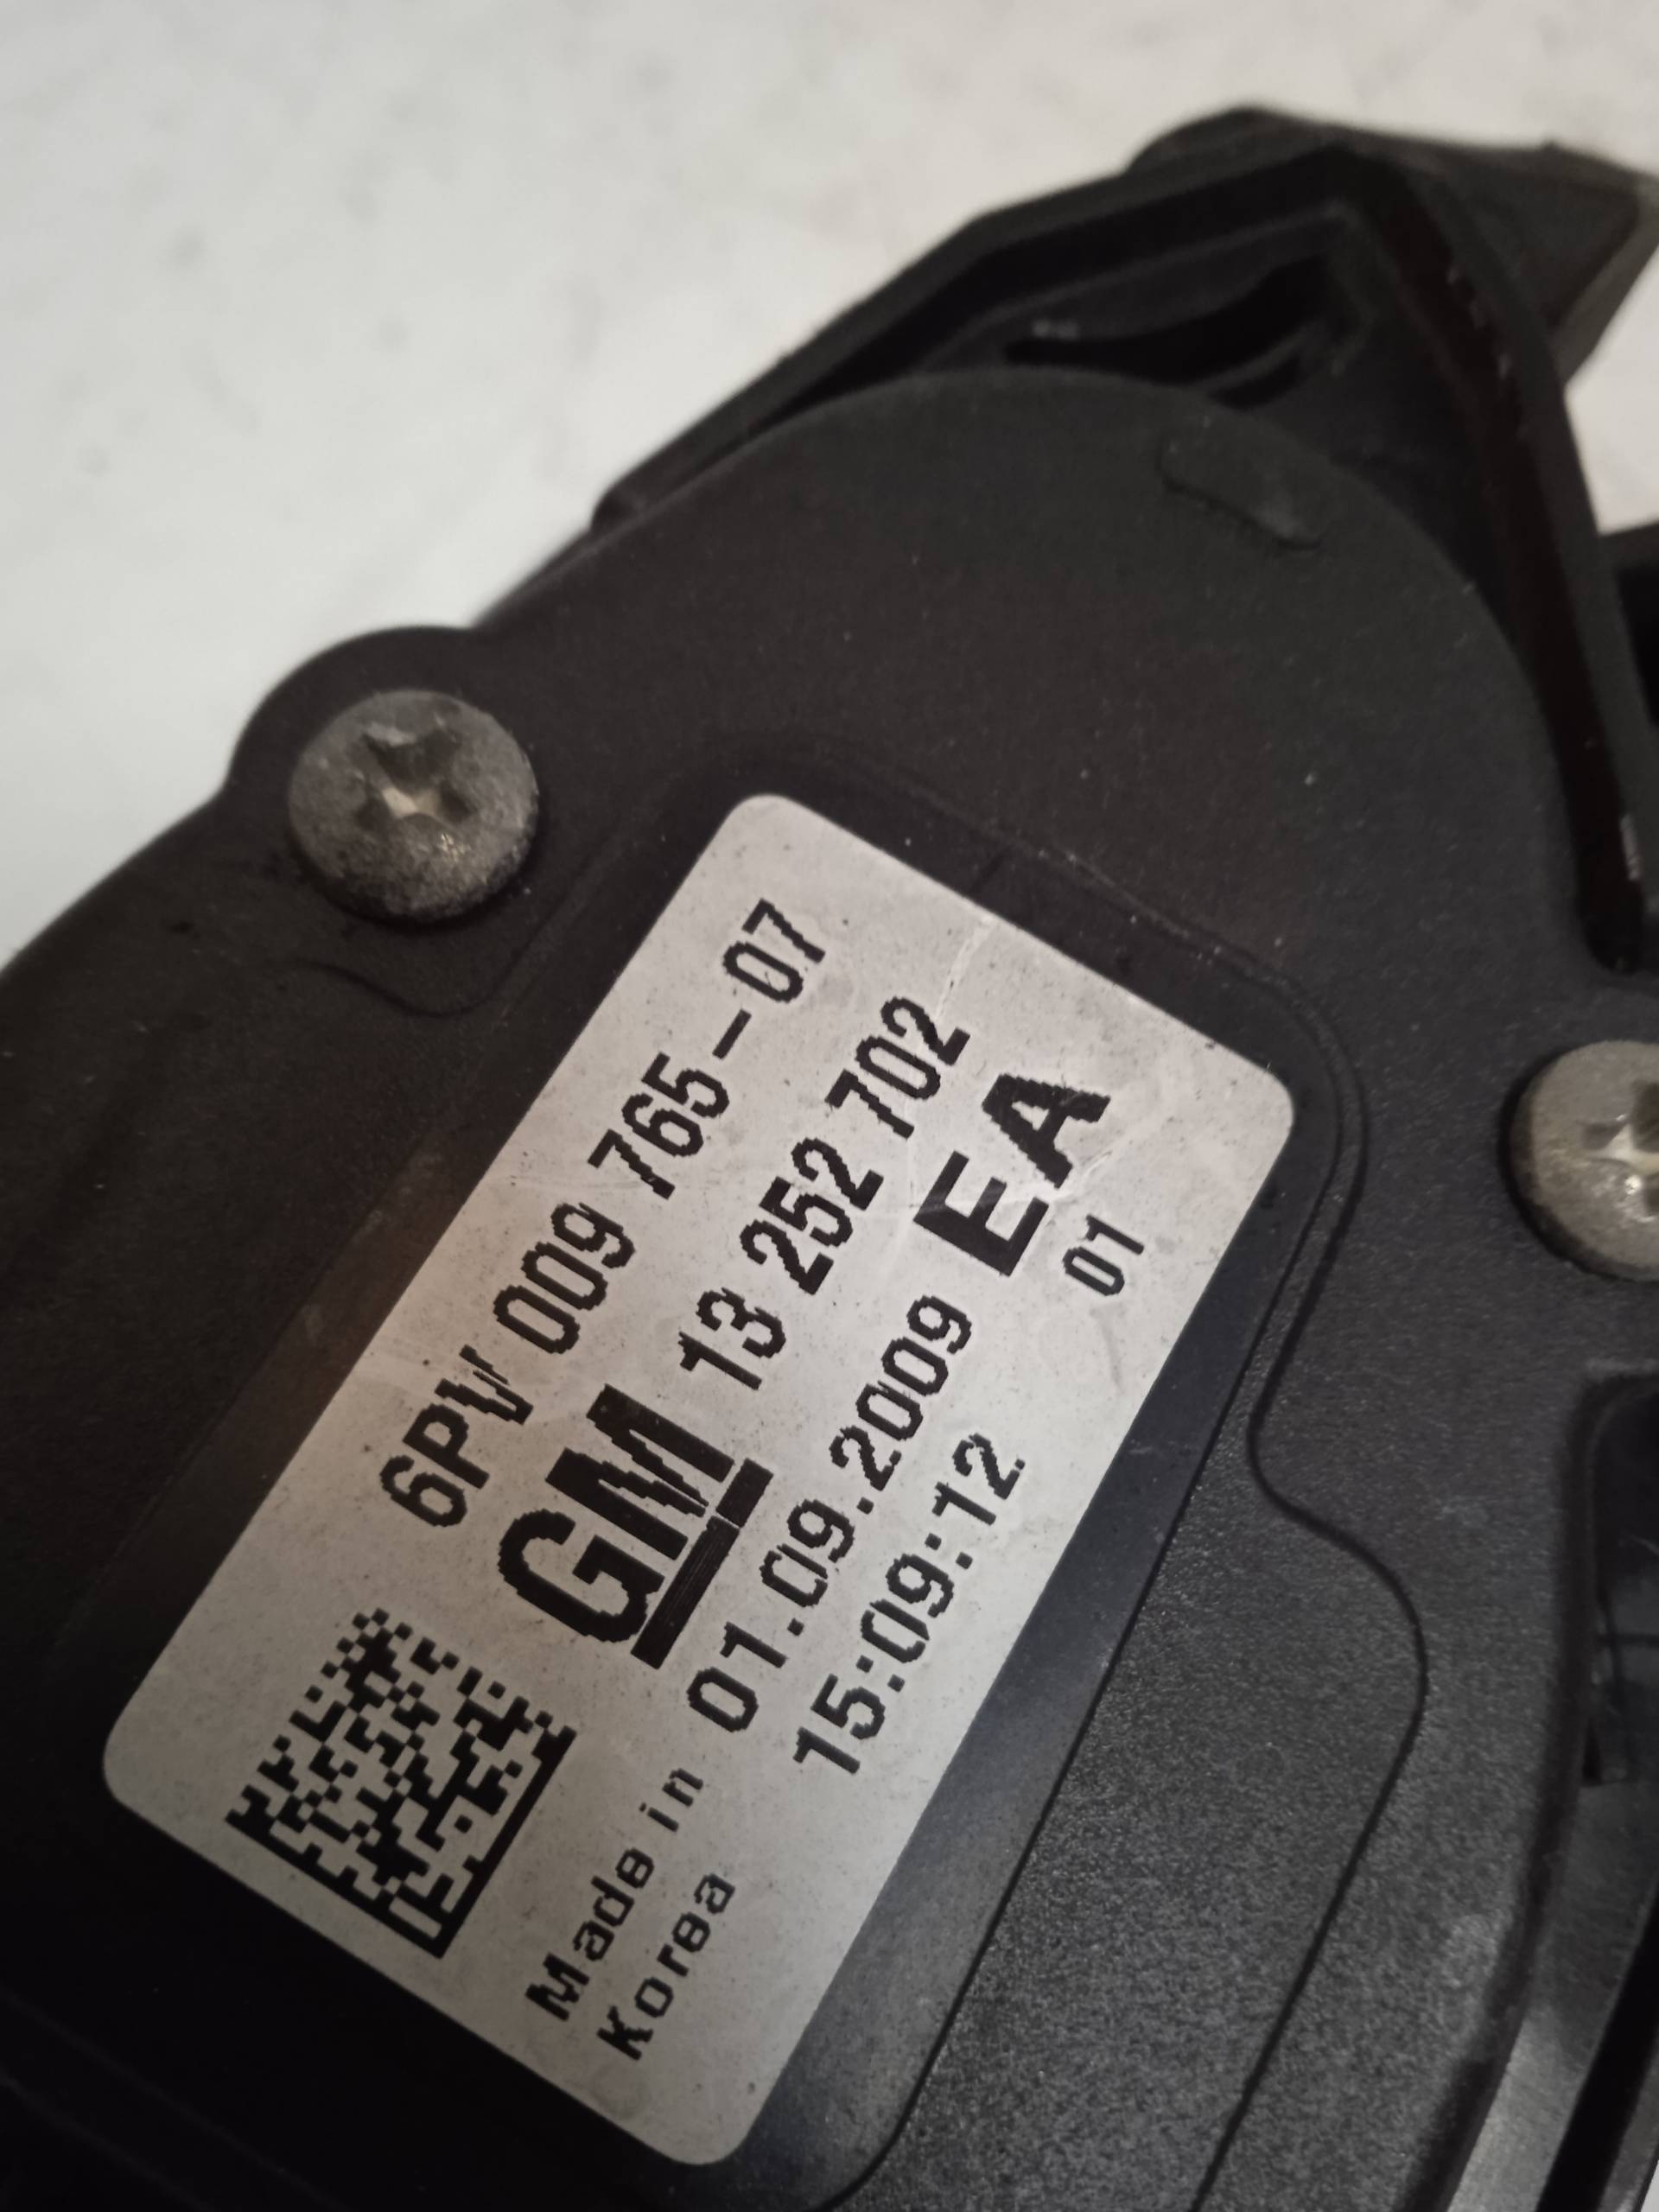 6PV 009 765-07
GM 13 252 702
Made in 01.09.2009 EA
Korea 15:09:12 01